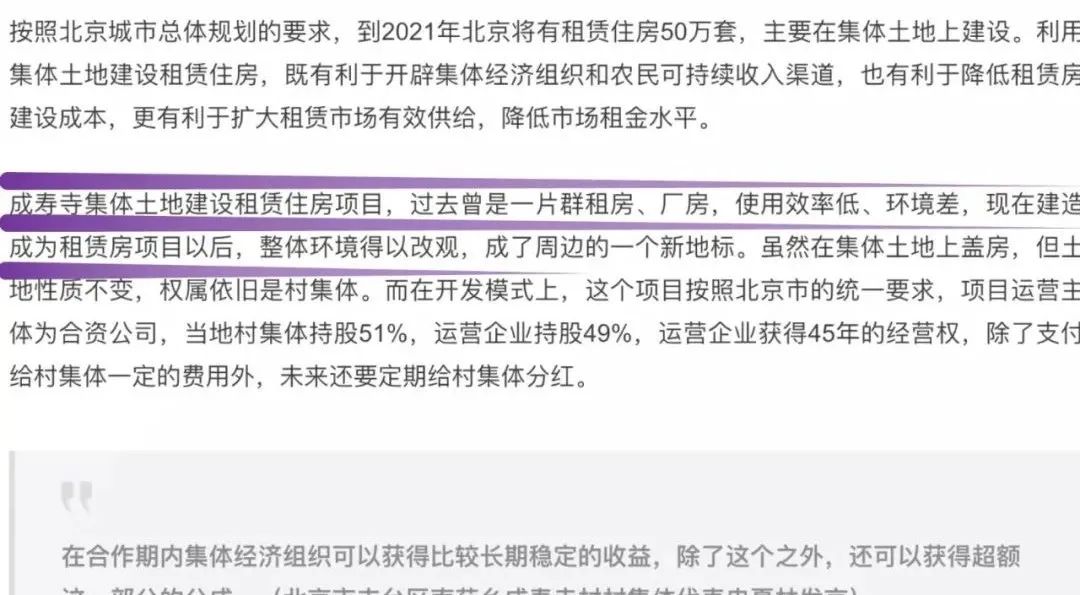 按照北京城市总体规划的要求，到2021年北京将有租赁住房50万套，主要在集体土地上建设。利用
集体土地建设租赁住房，既有利于开辟集体经济组织和农民可持续收入渠道，也有利于降低租赁房
建设成本，更有利于扩大租赁市场有效供给，降低市场租金水平。
成寿寺集体土地建设租赁住房项目，过去曾是一片群租房、厂房，使用效率低、环境差，现在建造
成为租赁房项目以后，整体环境得以改观，成了周边的一个新地标。虽然在集体土地上盖房，但土
地性质不变，权属依旧是村集体。而在开发模式上，这个项目按照北京市的统一要求，项目运营主
体为合资公司，当地村集体持股51%，运营企业持股49%，运营企业获得45年的经营权，除了支付
给村集体一定的费用外，未来还要定期给村集体分红。
在合作期内集体经济组织可以获得比较长期稳定的收益，除了这个之外，还可以获得超额